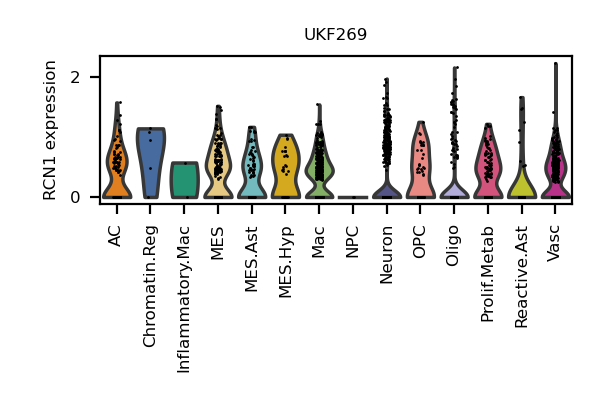 UKF269
RCN1 expression
2
0
AC
Chromatin.Reg
Inflammatory.Mac
MES
MES.Ast
MES.Hyp
Mac
NPC
Neuron
OPC
Oligo
Prolif.Metab
Reactive.Ast
Vasc